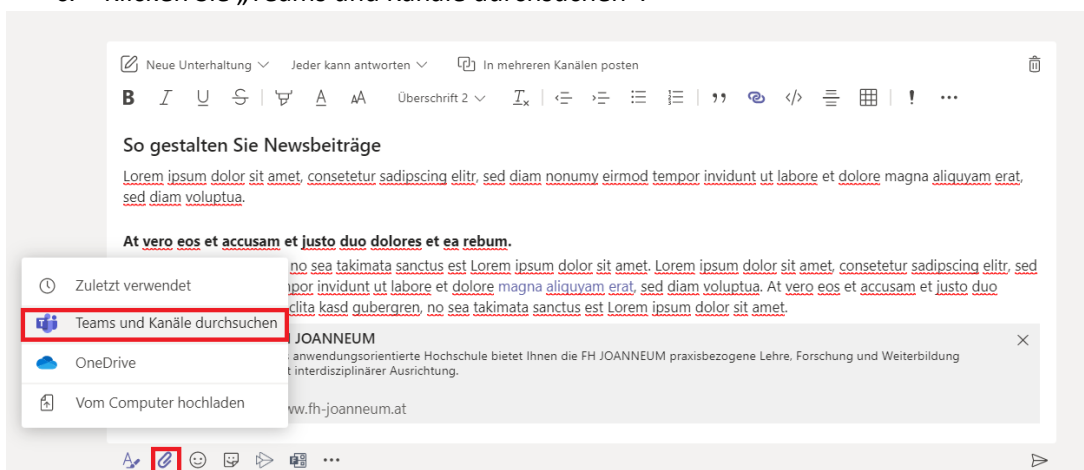 Klicken Sie „Teams und Kanäle durchsuchen“.
Neue Unterhaltung Jeder kann antworten In mehreren Kanälen posten
B I U S A AA Überschrift 2 Tx " </> ! ...
So gestalten Sie Newsbeiträge
Lorem ipsum dolor sit amet, consetetur sadipscing elitr, sed diam nonumy eirmod tempor invidunt ut labore et dolore magna aliquyam erat,
sed diam voluptua.
At vero eos et accusam et justo duo dolores et ea rebum.
no sea takimata sanctus est Lorem ipsum dolor sit amet. Lorem ipsum dolor sit amet, consetetur sadipscing elitr, sed
por invidunt ut labore et dolore magna aliquyam erat, sed diam voluptua. At vero eos et accusam et justo duo
clita kasd gubergren, no sea takimata sanctus est Lorem ipsum dolor sit amet.
Zuletzt verwendet
Teams und Kanäle durchsuchen
OneDrive
Vom Computer hochladen
JOANNEUM
anwendungsorientierte Hochschule bietet Ihnen die FH JOANNEUM praxisbezogene Lehre, Forschung und Weiterbildung
interdisziplinärer Ausrichtung.
ww.fh-joanneum.at